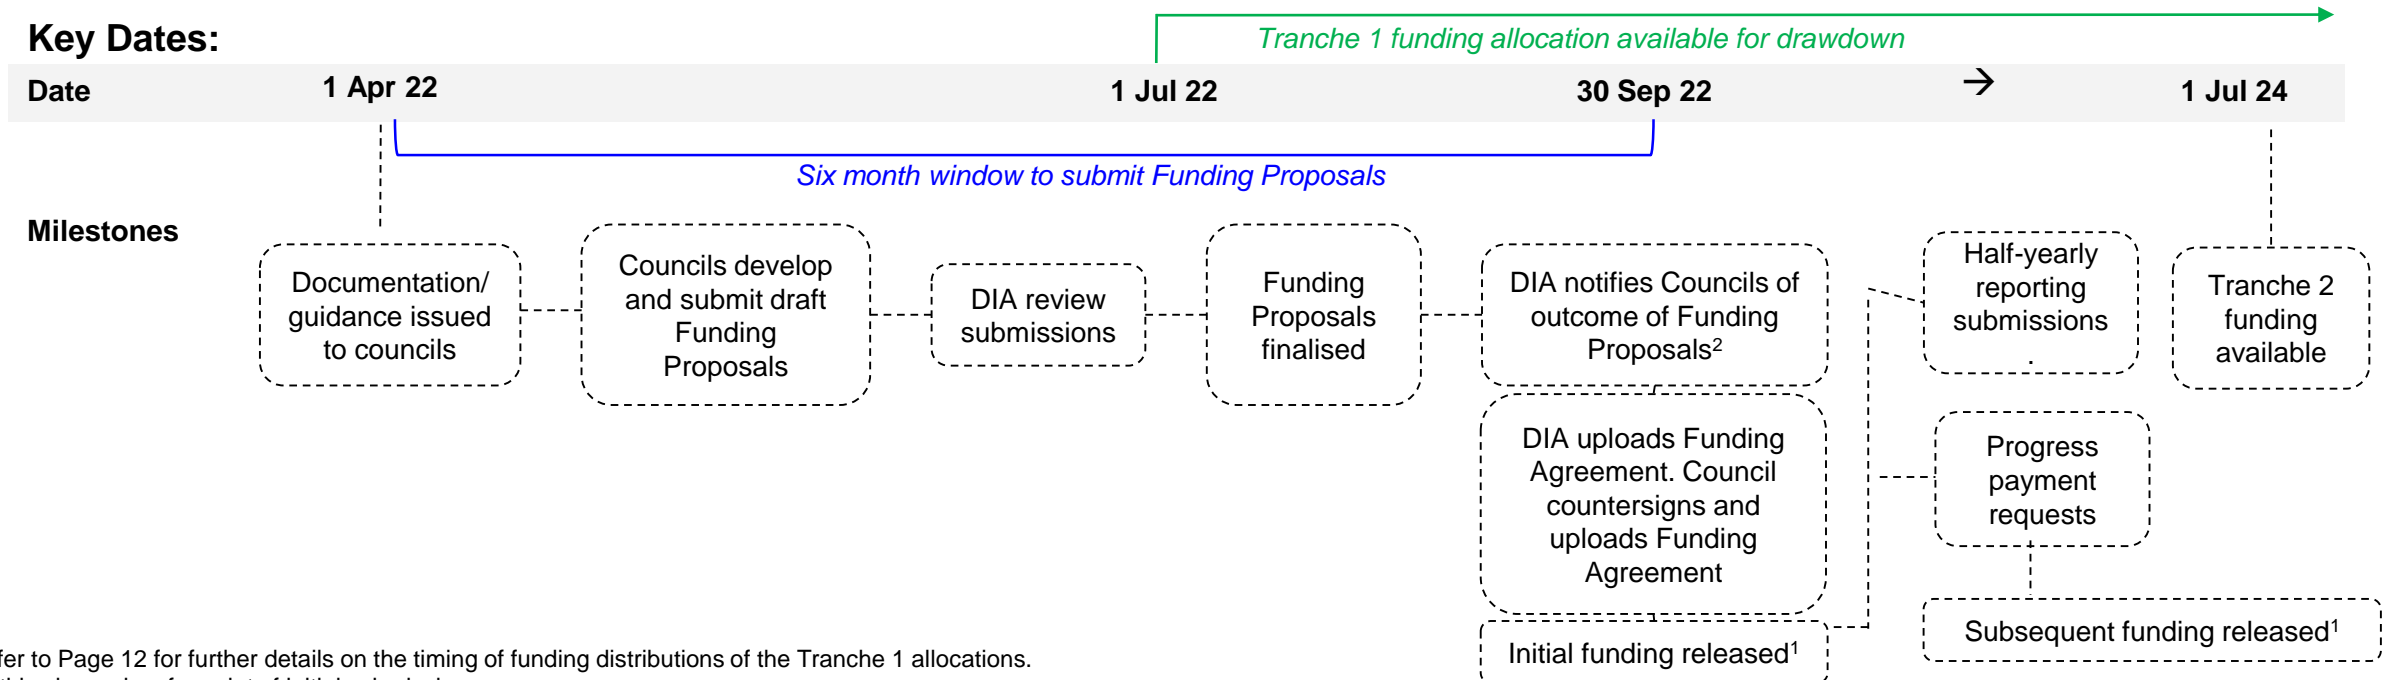 Key Dates:
Tranche 1 funding allocation available for drawdown
Date
1 Apr 22
1 Jul 22
30 Sep 22
→
1 Jul 24
Six month window to submit Funding Proposals
Milestones
Documentation/
guidance issued
to councils
Councils develop
and submit draft
Funding
Proposals
DIA review
submissions
Funding
Proposals
finalised
DIA notifies Councils of
outcome of Funding
Proposals²
DIA uploads Funding
Agreement. Council
countersigns and
uploads Funding
Agreement
Initial funding released¹
Half-yearly
reporting
submissions
.
Progress
payment
requests
Subsequent funding released¹
Tranche 2
funding
available
to Page 12 for further details on the timing of funding distributions of the Tranche 1 allocations.